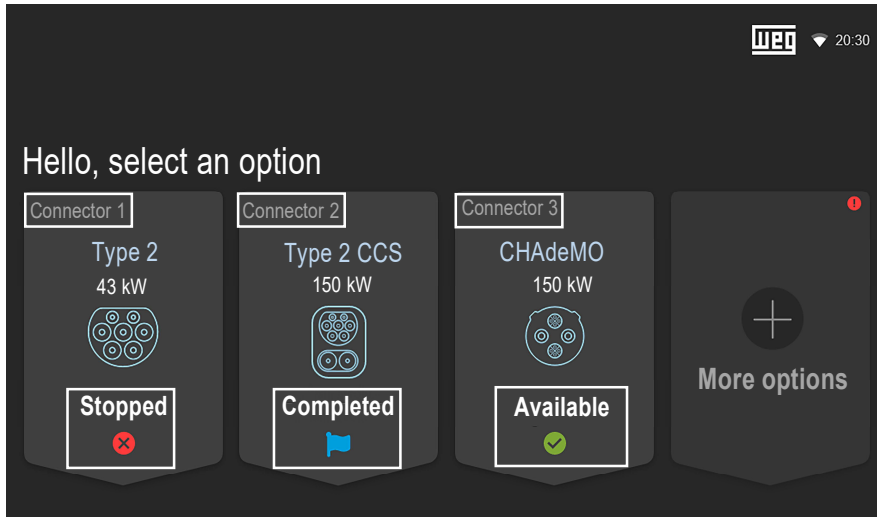 WEG
20:30
Hello, select an option
Connector 1
Type 2
43 kW
Stopped
Connector 2
Type 2 CCS
150 kW
Completed
Connector 3
CHAdeMO
150 kW
Available
!
More options